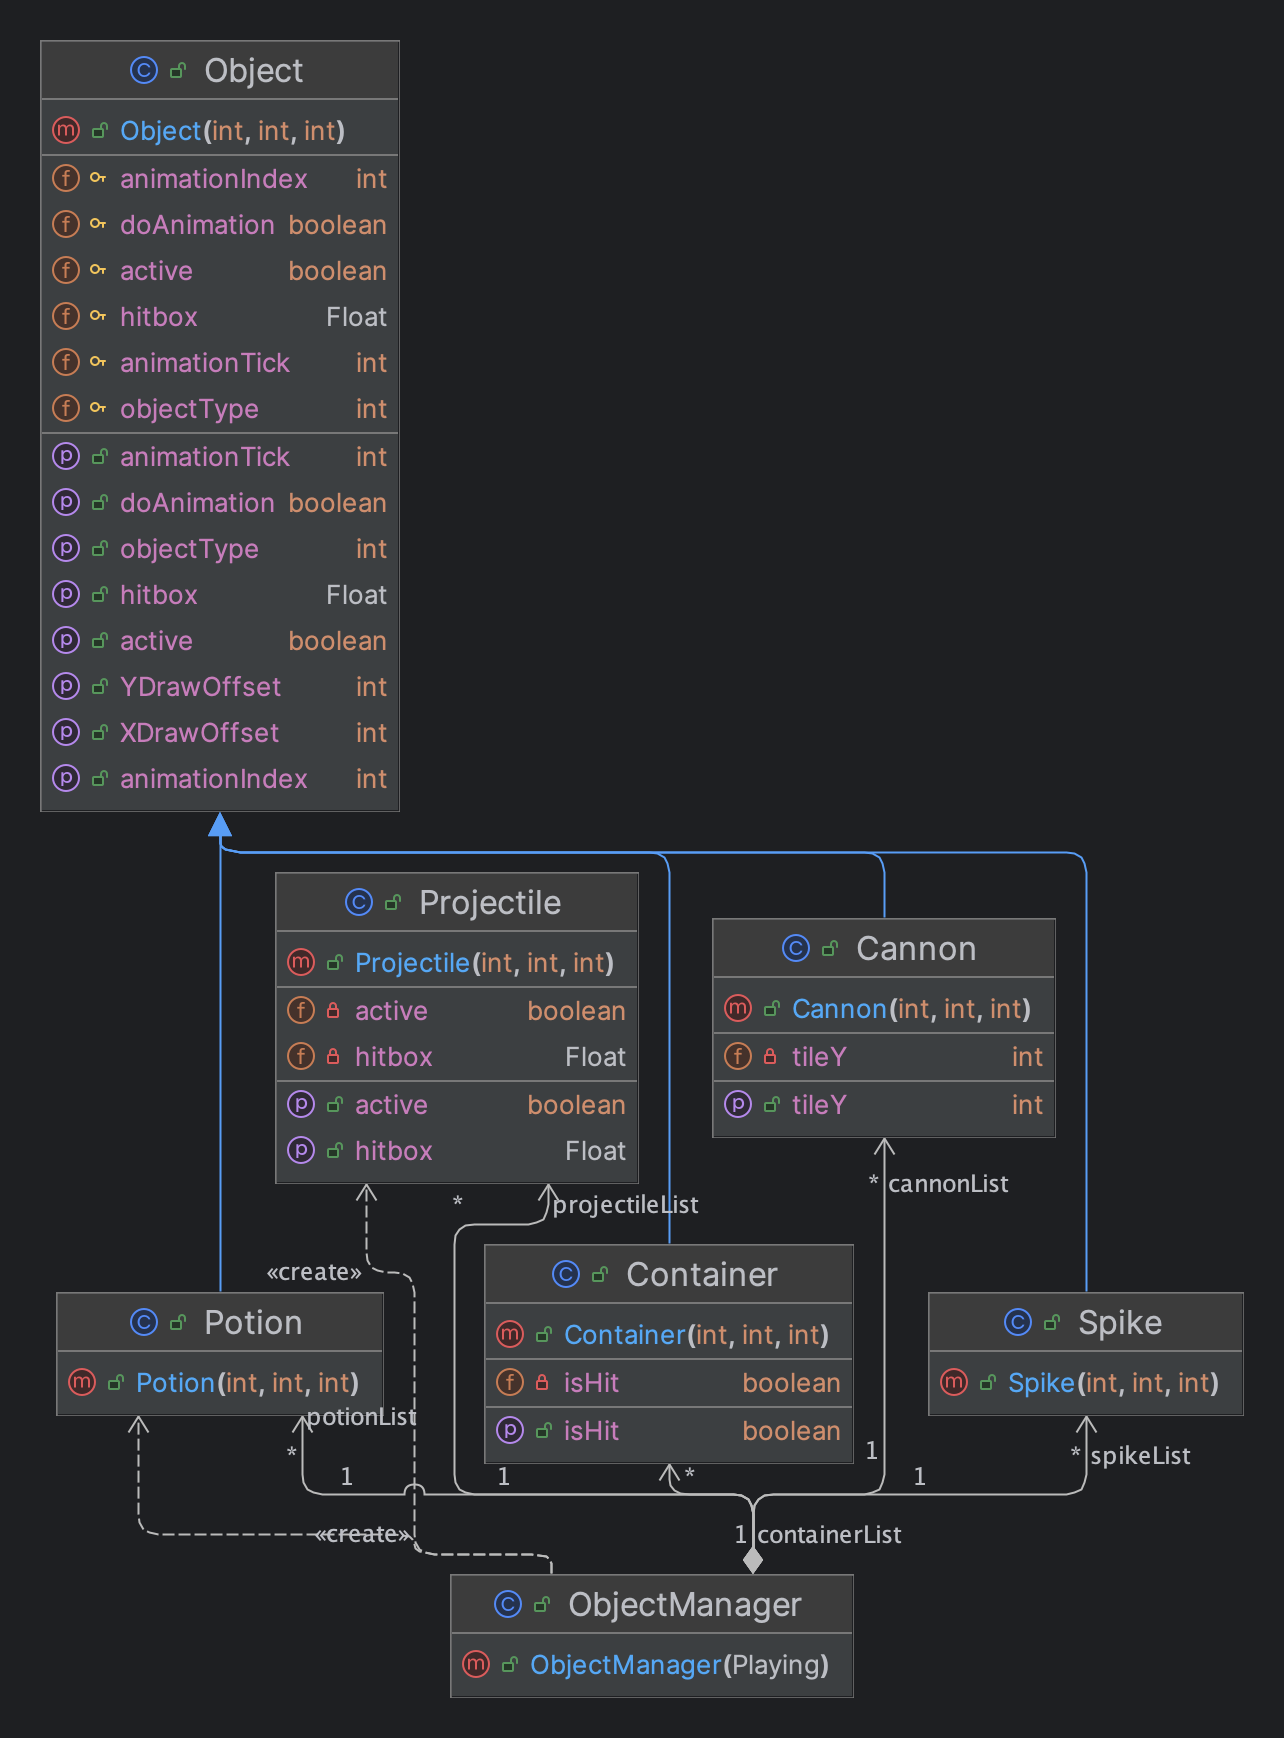 Object
Object(int, int, int)
animationIndex int
doAnimation boolean
active boolean
hitbox Float
animationTick int
objectType int
animationTick int
doAnimation boolean
objectType int
hitbox Float
active boolean
YDrawOffset int
XDrawOffset int
animationIndex int
Projectile
Projectile(int, int, int)
active boolean
hitbox Float
active boolean
hitbox Float
Cannon
Cannon(int, int, int)
tileY int
tileY int
* cannonList
* projectileList
«create»
Container
Container(int, int, int)
isHit boolean
isHit boolean
Potion
Potion(int, int, int)
Spike
Spike(int, int, int)
potionList
* 1 1 * 1 1 * spikeList
«create»
1 containerList
ObjectManager
ObjectManager(Playing)